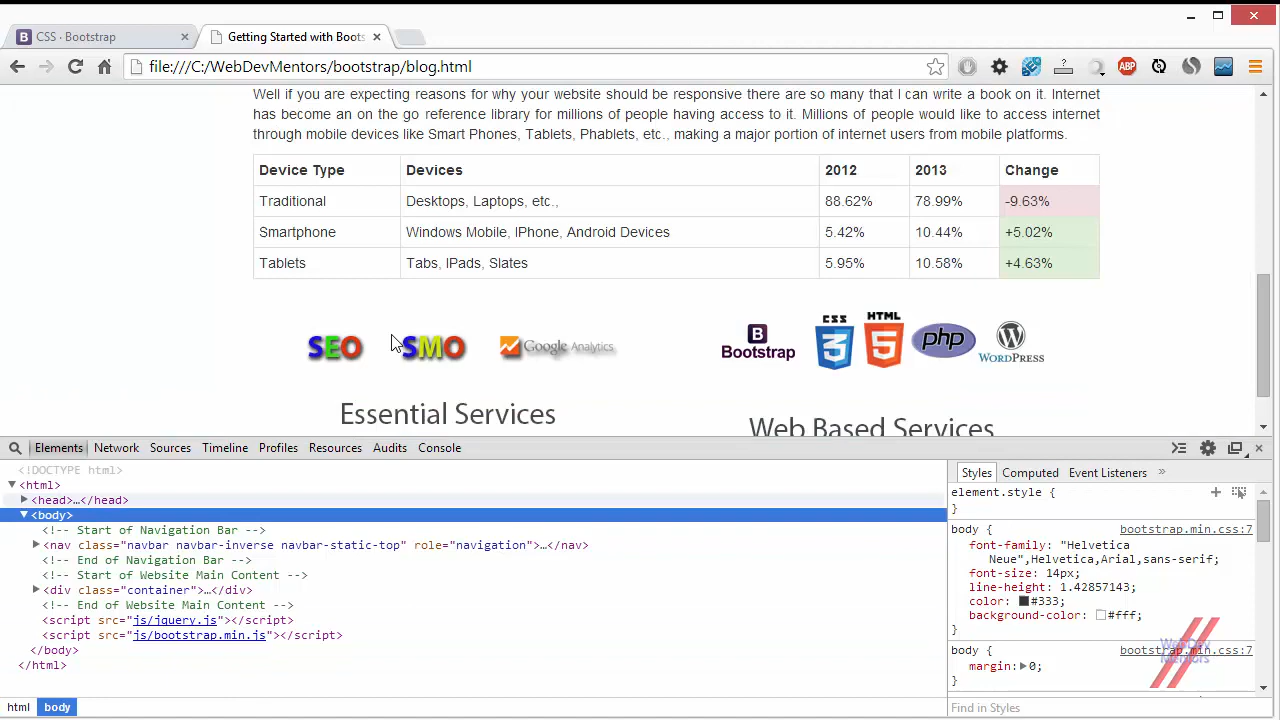 CSS · Bootstrap
Getting Started with Boots
file:///C:/WebDevMentors/bootstrap/blog.html
ABP
Well if you are expecting reasons for why your website should be responsive there are so many that I can write a book on it. Internet
has become an on the go reference library for millions of people having access to it. Millions of people would like to access internet
through mobile devices like Smart Phones, Tablets, Phablets, etc., making a major portion of internet users from mobile platforms.
Device Type Devices 2012 2013 Change
Traditional Desktops, Laptops, etc., 88.62% 78.99% -9.63%
Smartphone Windows Mobile, IPhone, Android Devices 5.42% 10.44% +5.02%
Tablets Tabs, IPads, Slates 5.95% 10.58% +4.63%
SEO SMO Google Analytics B Bootstrap CSS 3 HTML 5 php W WORDPRESS
Essential Services
Web Based Services
Elements Network Sources Timeline Profiles Resources Audits Console
<!DOCTYPE html>
<html>
<head>…</head>
<body>
<!-- Start of Navigation Bar -->
<nav class="navbar navbar-inverse navbar-static-top" role="navigation">…</nav>
<!-- End of Navigation Bar -->
<!-- Start of Website Main Content -->
<div class="container">…</div>
<!-- End of Website Main Content -->
<script src="js/jquery.js"></script>
<script src="js/bootstrap.min.js"></script>
</body>
</html>
html body
Styles Computed Event Listeners »
element.style {
}
body { bootstrap.min.css:7
font-family: "Helvetica
Neue",Helvetica,Arial,sans-serif;
font-size: 14px;
line-height: 1.42857143;
color: #333;
background-color: #fff;
}
body { bootstrap.min.css:7
margin: 0;
}
WebDev
Mentors
Find in Styles